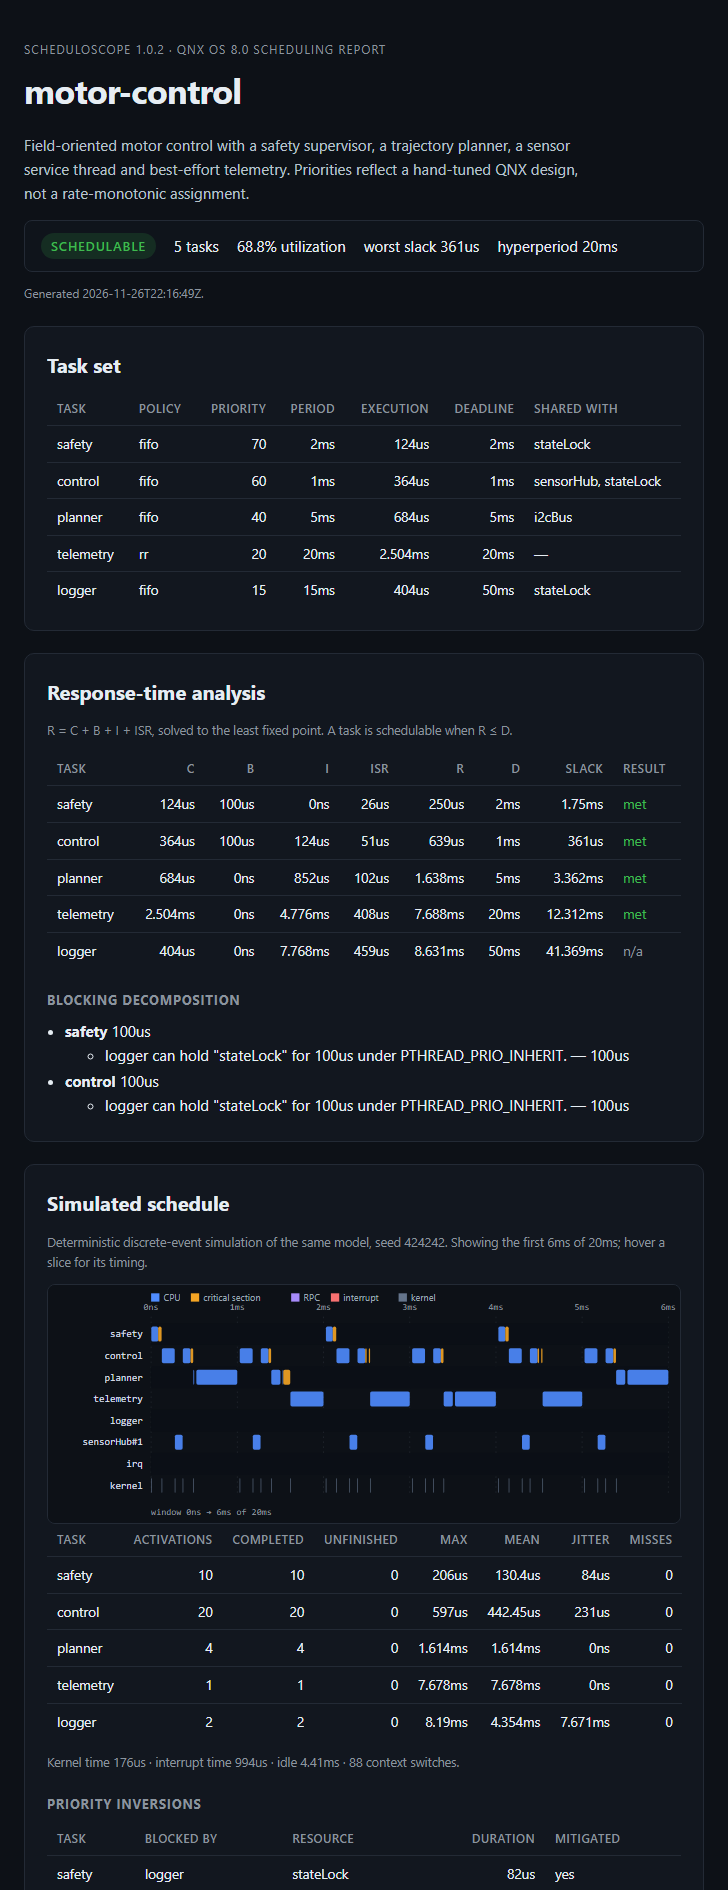 SCHEDULOSCOPE 1.0.2 · QNX OS 8.0 SCHEDULING REPORT
motor-control
Field-oriented motor control with a safety supervisor, a trajectory planner, a sensor
service thread and best-effort telemetry. Priorities reflect a hand-tuned QNX design,
not a rate-monotonic assignment.
SCHEDULABLE 5 tasks 68.8% utilization worst slack 361us hyperperiod 20ms
Generated 2026-11-26T22:16:49Z.
Task set
TASK POLICY PRIORITY PERIOD EXECUTION DEADLINE SHARED WITH
safety fifo 70 2ms 124us 2ms stateLock
control fifo 60 1ms 364us 1ms sensorHub, stateLock
planner fifo 40 5ms 684us 5ms i2cBus
telemetry rr 20 20ms 2.504ms 20ms —
logger fifo 15 15ms 404us 50ms stateLock
Response-time analysis
R = C + B + I + ISR, solved to the least fixed point. A task is schedulable when R ≤ D.
TASK C B I ISR R D SLACK RESULT
safety 124us 100us 0ns 26us 250us 2ms 1.75ms met
control 364us 100us 124us 51us 639us 1ms 361us met
planner 684us 0ns 852us 102us 1.638ms 5ms 3.362ms met
telemetry 2.504ms 0ns 4.776ms 408us 7.688ms 20ms 12.312ms met
logger 404us 0ns 7.768ms 459us 8.631ms 50ms 41.369ms n/a
BLOCKING DECOMPOSITION
• safety 100us
◦ logger can hold "stateLock" for 100us under PTHREAD_PRIO_INHERIT. — 100us
• control 100us
◦ logger can hold "stateLock" for 100us under PTHREAD_PRIO_INHERIT. — 100us
Simulated schedule
Deterministic discrete-event simulation of the same model, seed 424242. Showing the first 6ms of 20ms; hover a
slice for its timing.
CPU critical section RPC interrupt kernel
0ns 1ms 2ms 3ms 4ms 5ms 6ms
safety
control
planner
telemetry
logger
sensorHub#1
irq
kernel
window 0ns → 6ms of 20ms
TASK ACTIVATIONS COMPLETED UNFINISHED MAX MEAN JITTER MISSES
safety 10 10 0 206us 130.4us 84us 0
control 20 20 0 597us 442.45us 231us 0
planner 4 4 0 1.614ms 1.614ms 0ns 0
telemetry 1 1 0 7.678ms 7.678ms 0ns 0
logger 2 2 0 8.19ms 4.354ms 7.671ms 0
Kernel time 176us · interrupt time 994us · idle 4.41ms · 88 context switches.
PRIORITY INVERSIONS
TASK BLOCKED BY RESOURCE DURATION MITIGATED
safety logger stateLock 82us yes